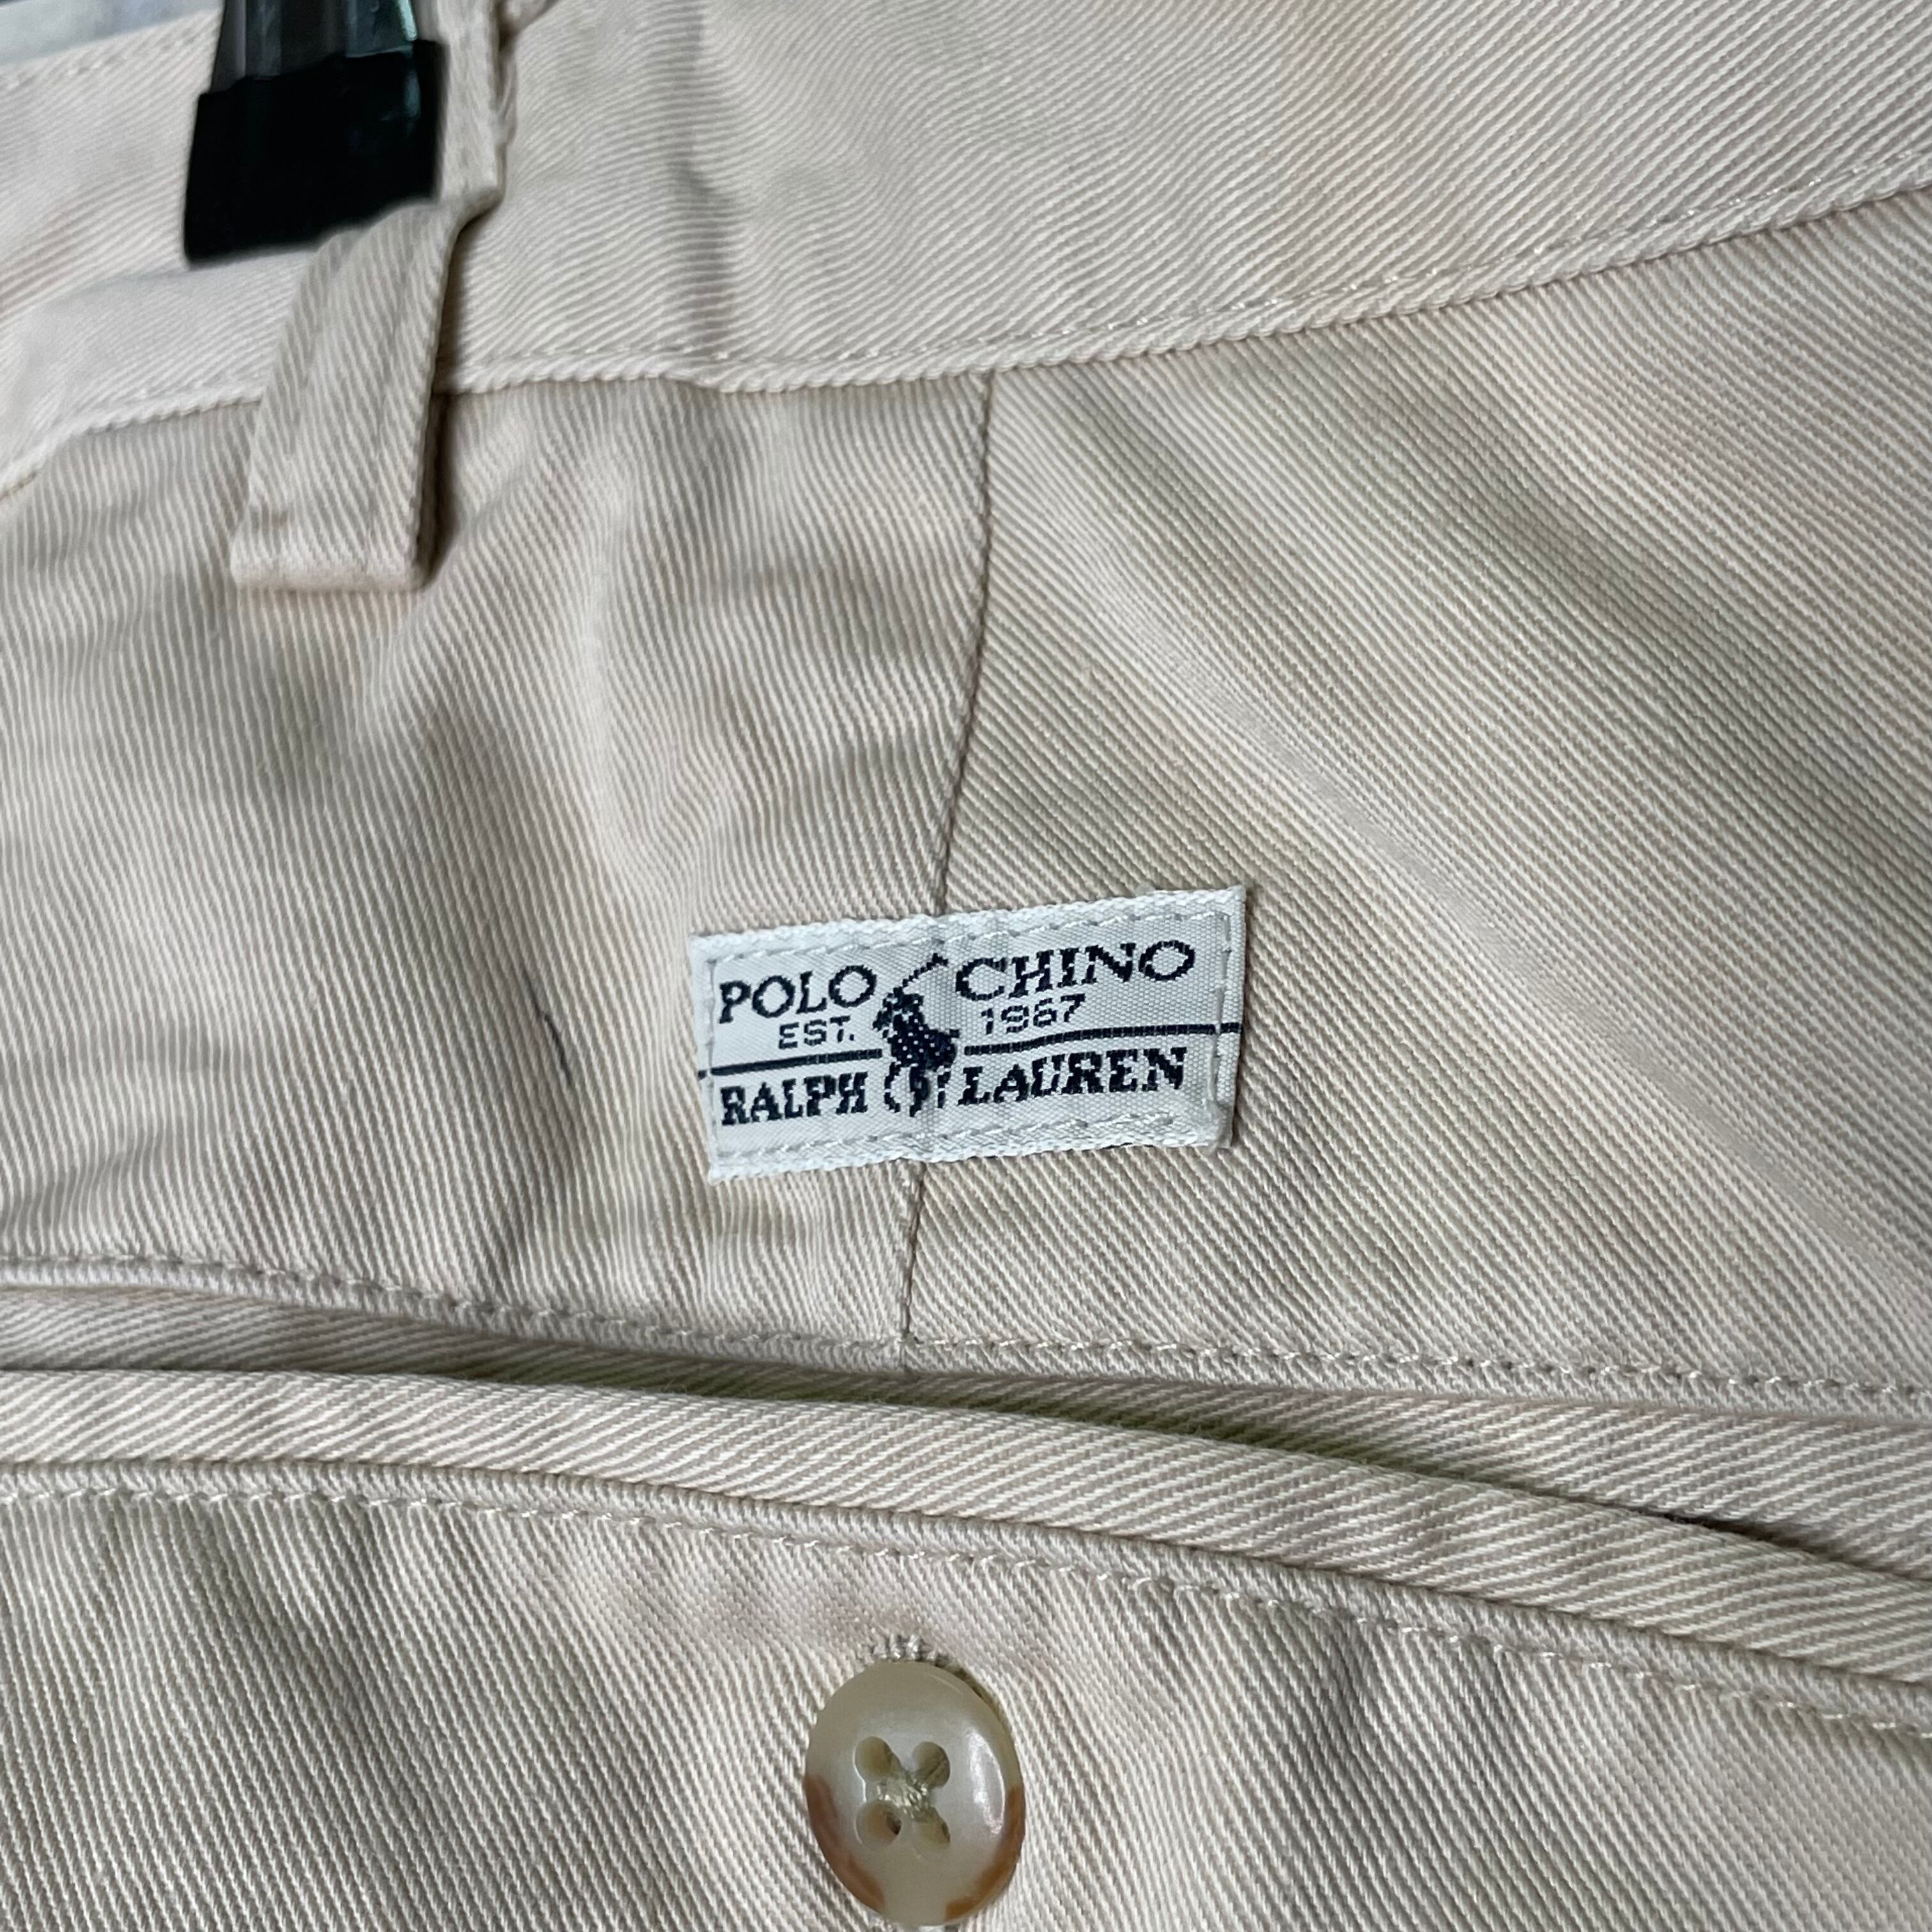 POLO CHINO
EST. 1967
RALPH LAUREN